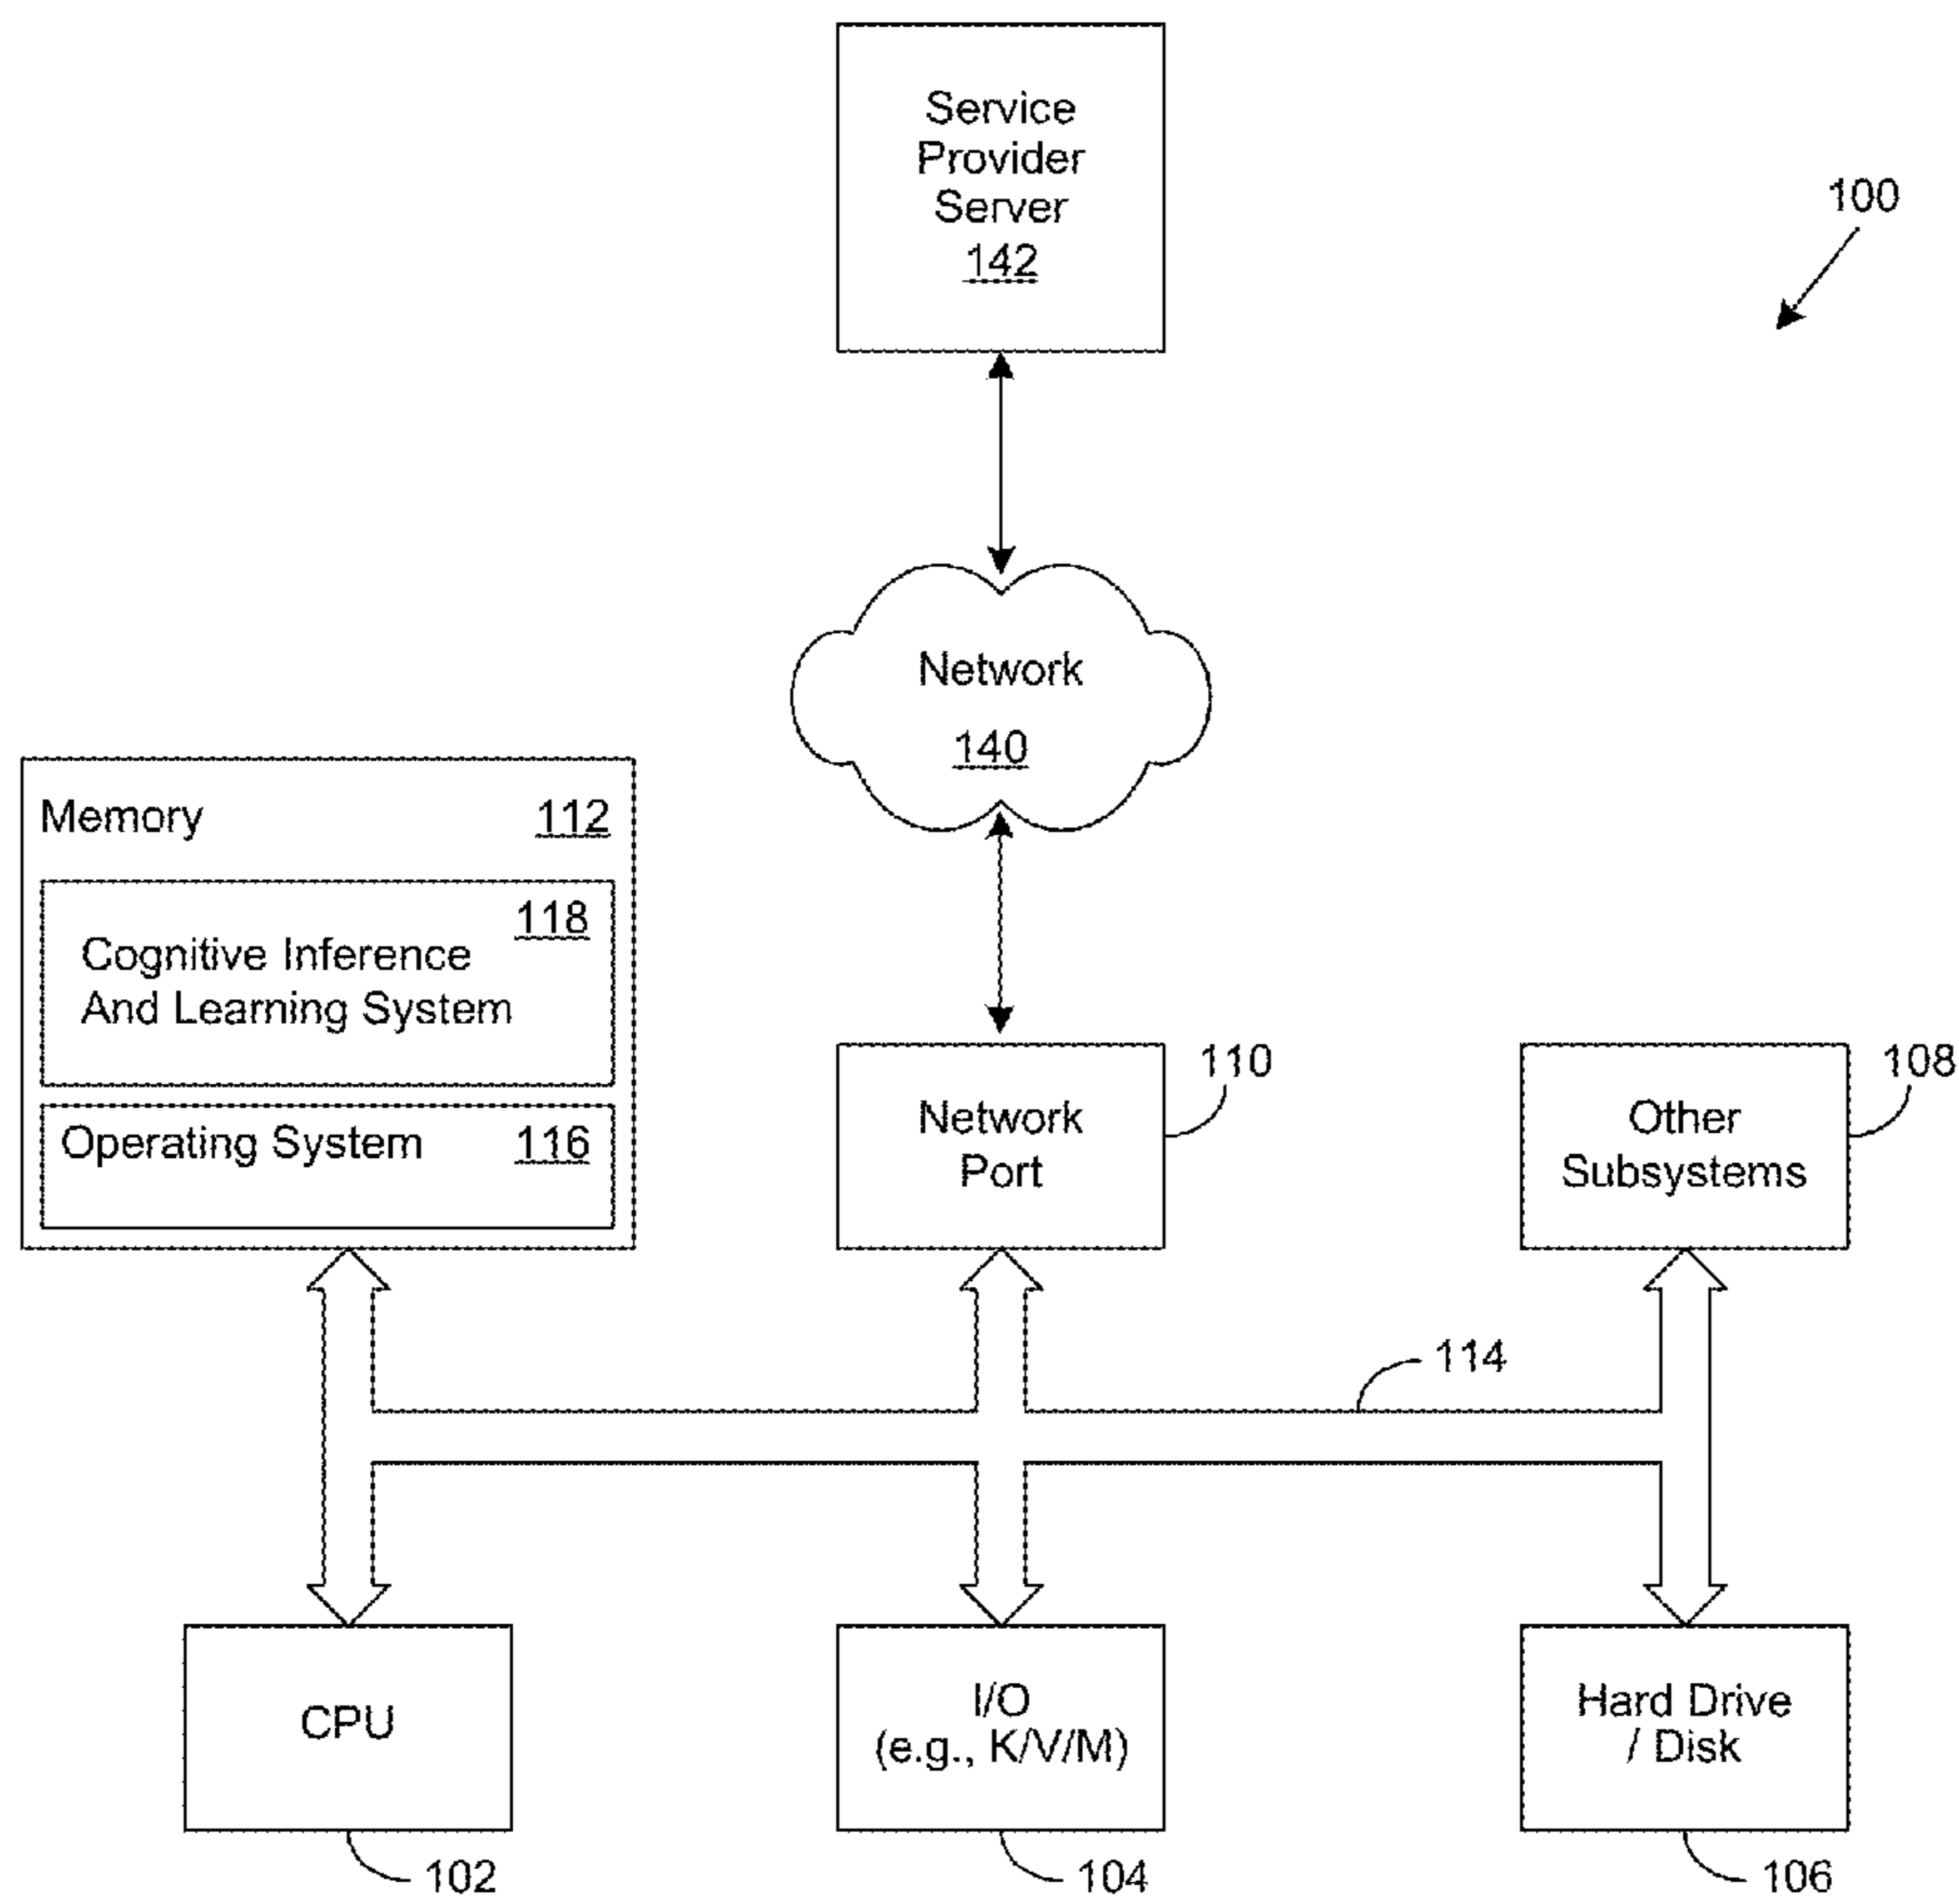 Service
Provider
Server
142
100
Network
140
Memory 112
118
Cognitive Inference
And Learning System
Operating System 116
Network
Port
110
Other
Subsystems
108
114
CPU
102
I/O
(e.g., K/V/M)
104
Hard Drive
/ Disk
106